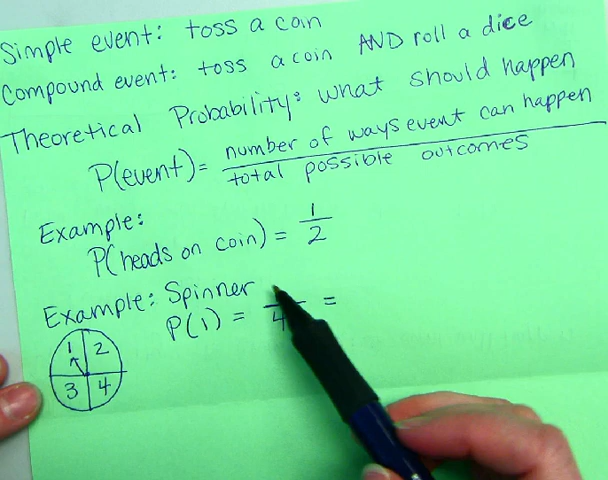 Simple event: toss a coin
Compound event: toss a coin AND roll a dice
Theoretical Probability: what should happen
P(event) = number of ways event can happen
total possible outcomes
Example:
P(heads on coin) = 1/2
Example: Spinner
P(1) = /4 =
1 2
3 4